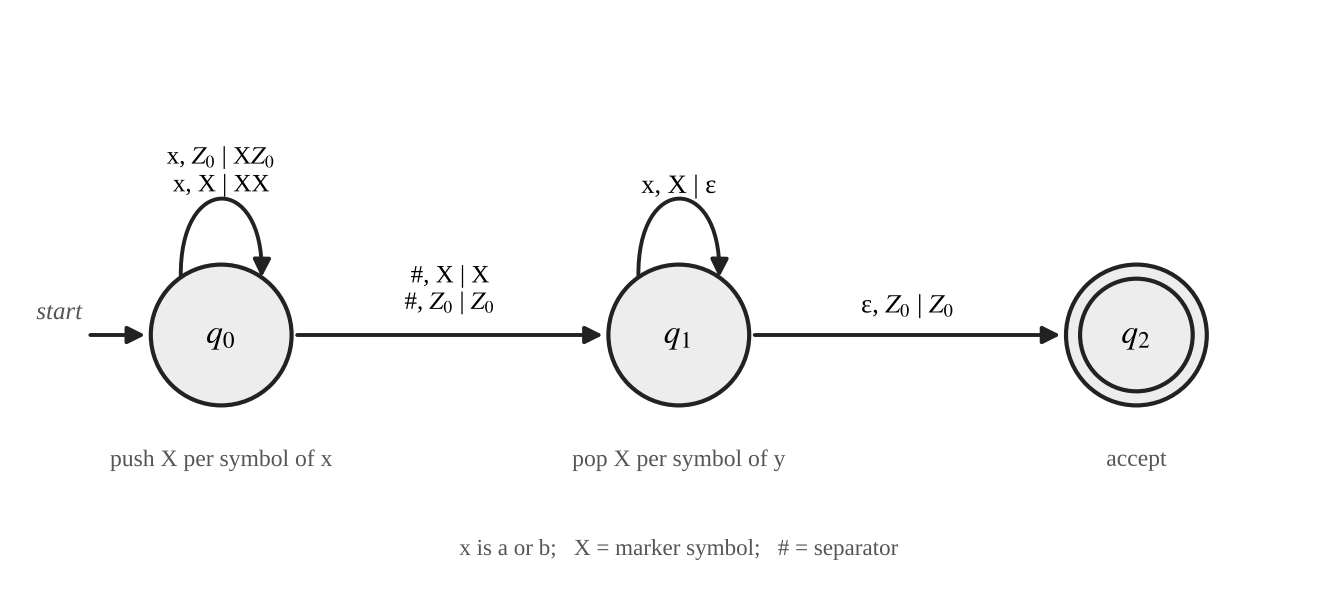 x, Z₀ | XZ₀
x, X | XX
x, X | ε
#, X | X
#, Z₀ | Z₀
ε, Z₀ | Z₀
start
q₀
q₁
q₂
push X per symbol of x
pop X per symbol of y
accept
x is a or b; X = marker symbol; # = separator